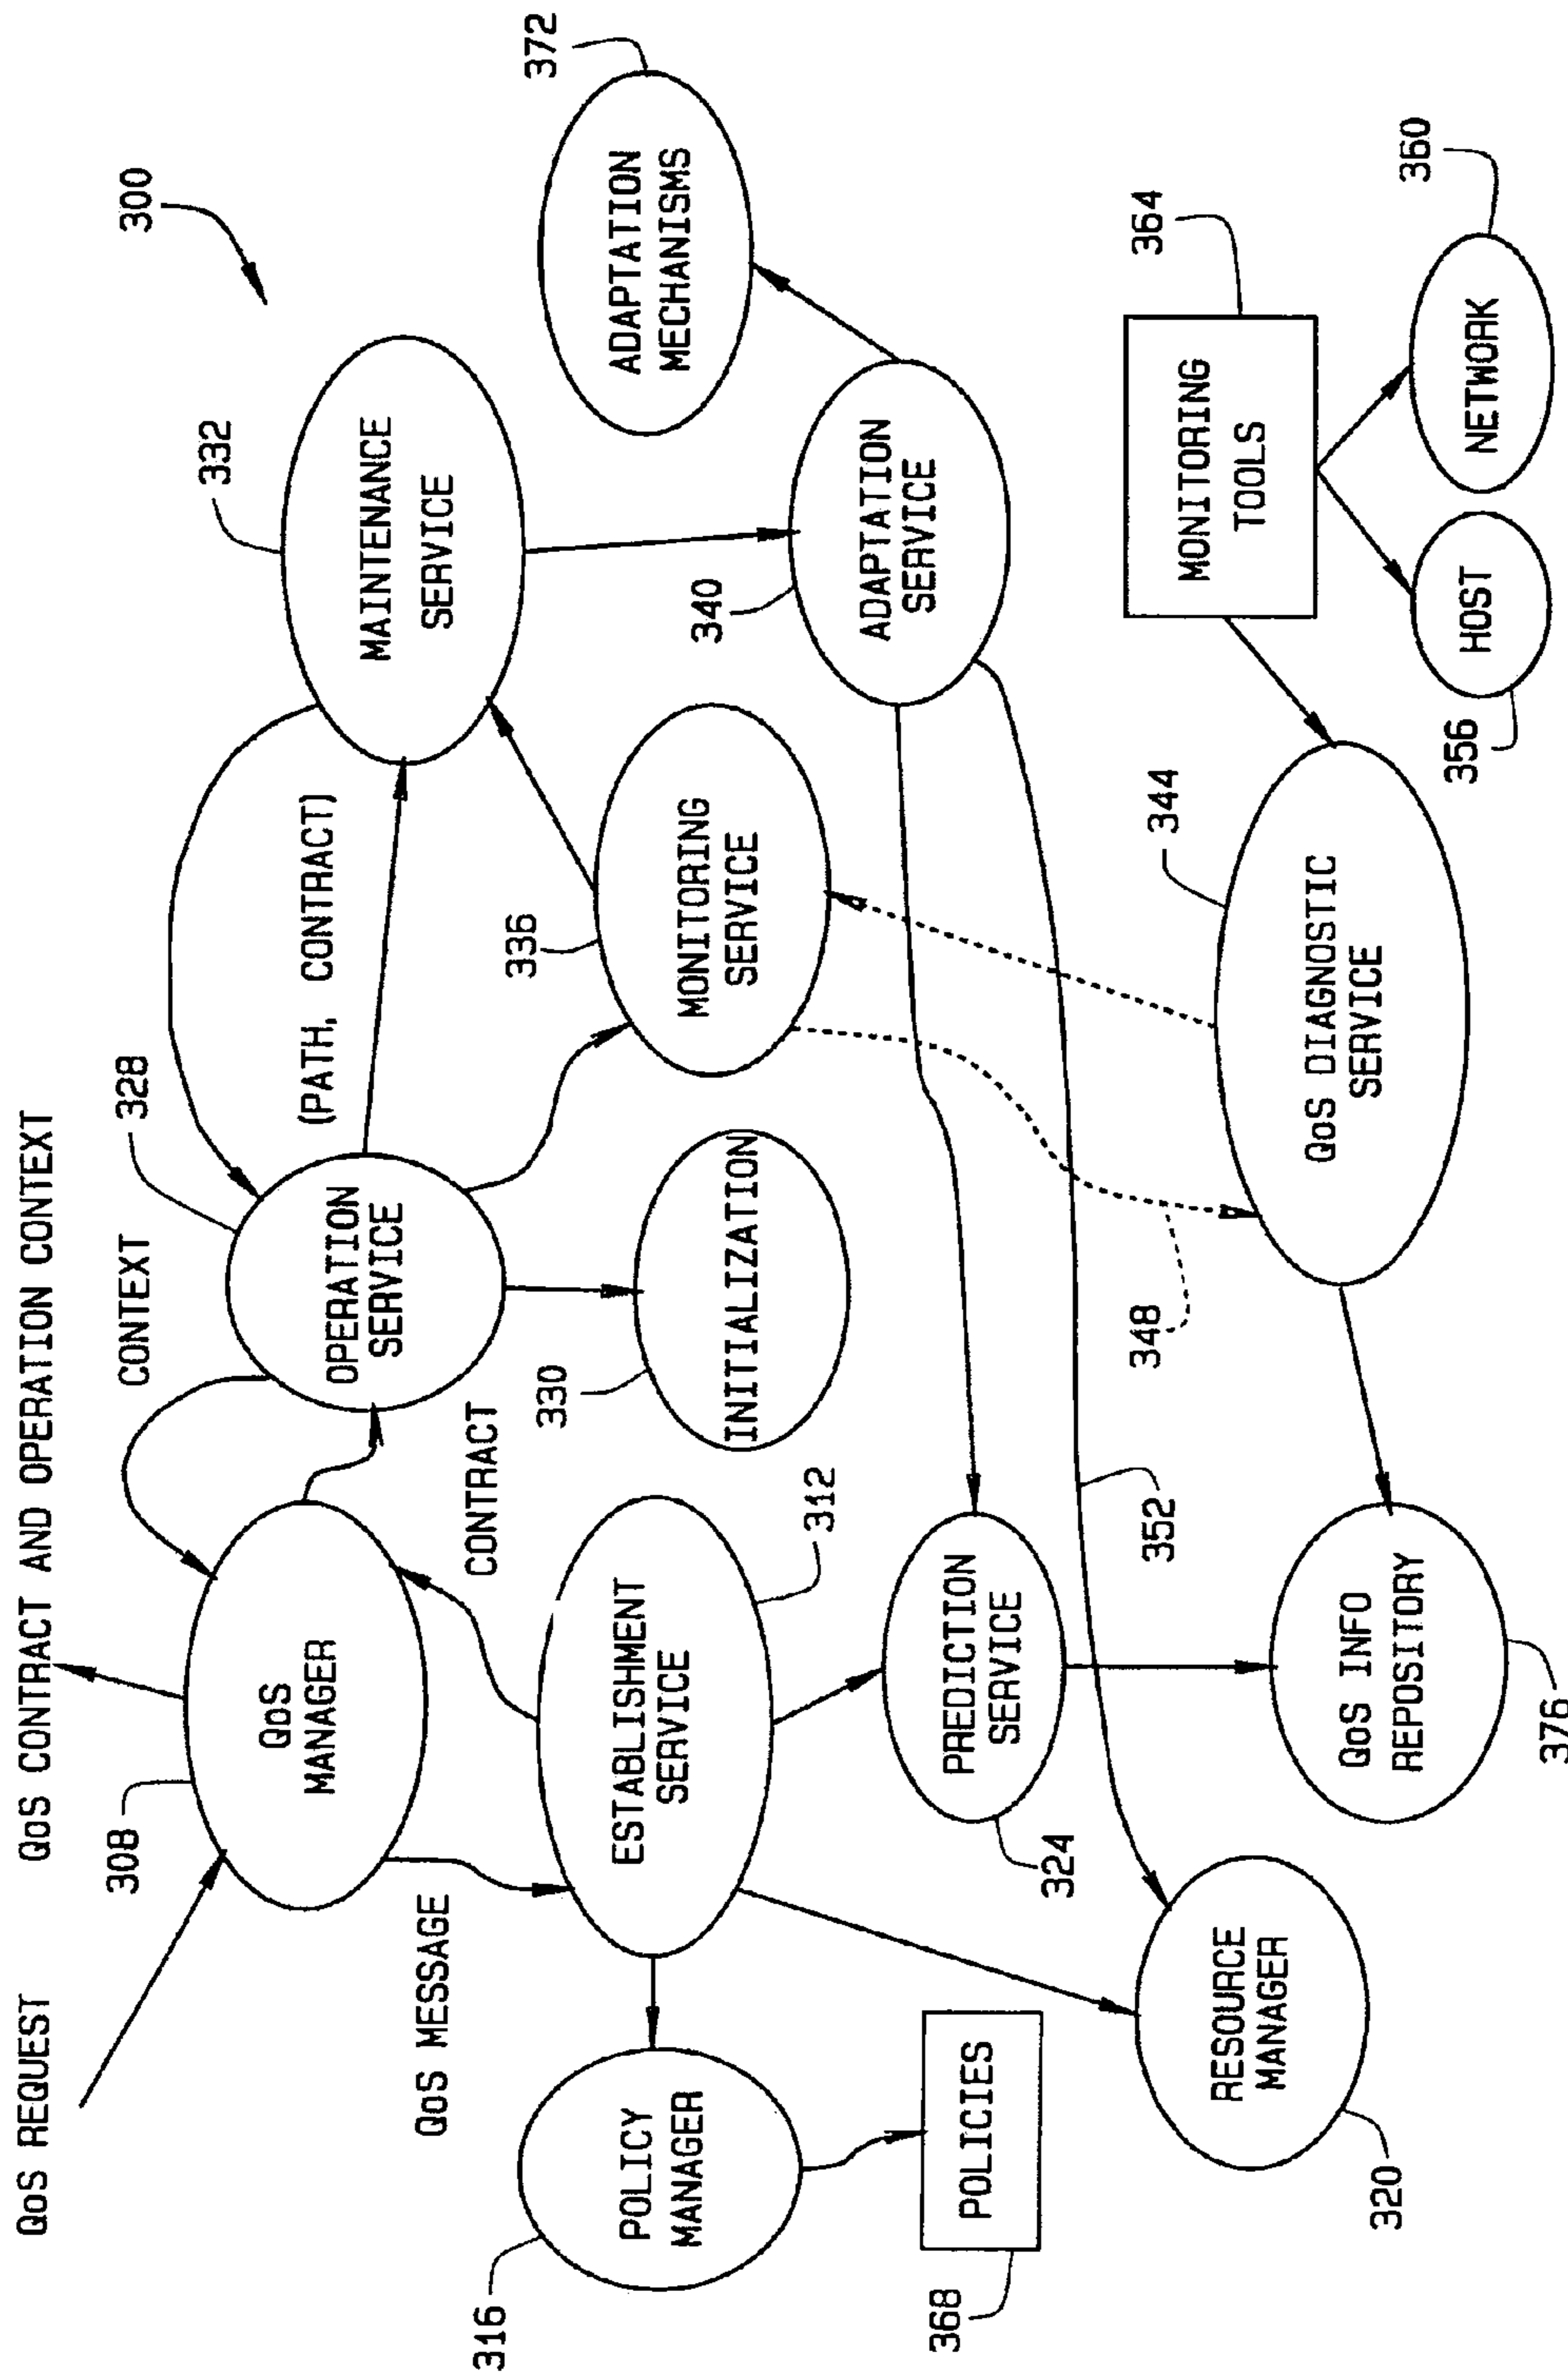 QoS REQUEST
QoS CONTRACT AND OPERATION CONTEXT
300
308
QoS
MANAGER
CONTEXT
328
OPERATION
SERVICE
(PATH, CONTRACT)
332
MAINTENANCE
SERVICE
372
ADAPTATION
MECHANISMS
QoS MESSAGE
CONTRACT
316
POLICY
MANAGER
ESTABLISHMENT
SERVICE
312
330
INITIALIZATION
336
MONITORING
SERVICE
340
ADAPTATION
SERVICE
368
POLICIES
324
PREDICTION
SERVICE
352
348
344
QoS DIAGNOSTIC
SERVICE
364
MONITORING
TOOLS
320
RESOURCE
MANAGER
QoS INFO
REPOSITORY
376
356
HOST
NETWORK
360